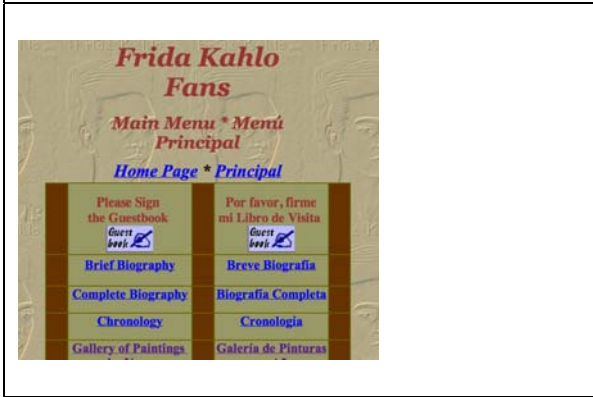 Frida Kahlo
Fans
Main Menu * Menú
Principal
Home Page * Principal
Please Sign
the Guestbook
Guest
book
Por favor, firme
mi Libro de Visita
Guest
book
Brief Biography
Breve Biografía
Complete Biography
Biografía Completa
Chronology
Cronología
Gallery of Paintings
Galería de Pinturas